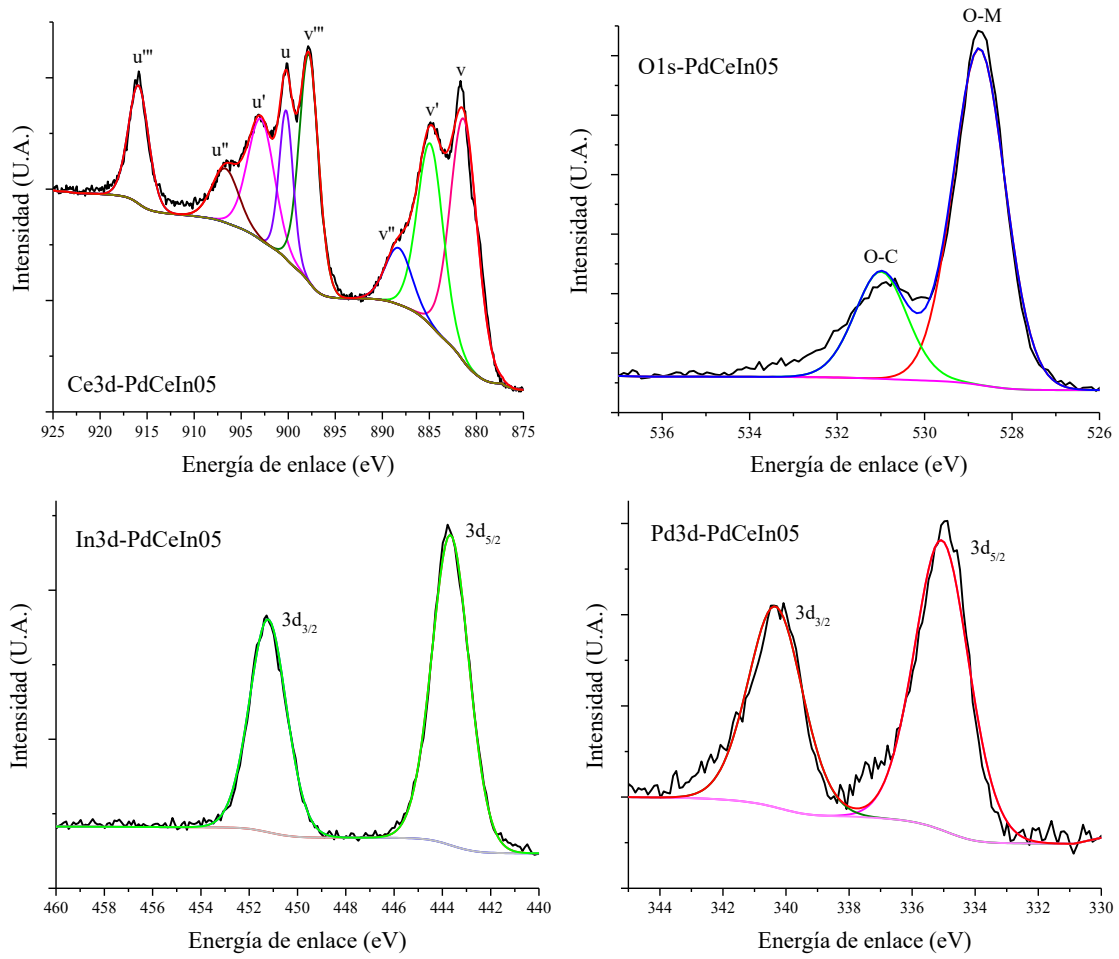 u''' u v'''
u' v
u'' v'
v''
Intensidad (U.A.)
Ce3d-PdCeIn05
925 920 915 910 905 900 895 890 885 880 875
Energía de enlace (eV)
O-M
O1s-PdCeIn05
O-C
Intensidad (U.A.)
536 534 532 530 528 526
Energía de enlace (eV)
In3d-PdCeIn05
3d5/2
3d3/2
Intensidad (U.A.)
460 458 456 454 452 450 448 446 444 442 440
Energía de enlace (eV)
Pd3d-PdCeIn05
3d5/2
3d3/2
Intensidad (U.A.)
344 342 340 338 336 334 332 330
Energía de enlace (eV)